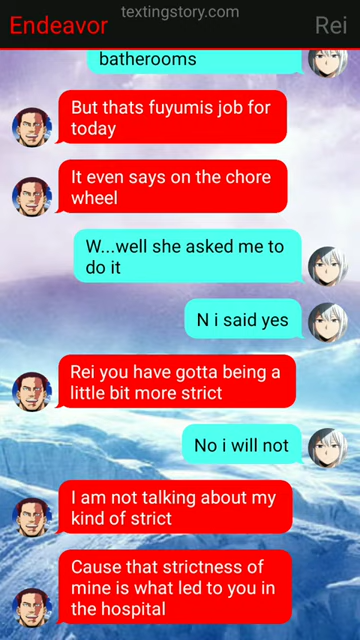 textingstory.com
Endeavor
Rei
batherooms
But thats fuyumis job for
today
It even says on the chore
wheel
W...well she asked me to
do it
N i said yes
Rei you have gotta being a
little bit more strict
No i will not
I am not talking about my
kind of strict
Cause that strictness of
mine is what led to you in
the hospital